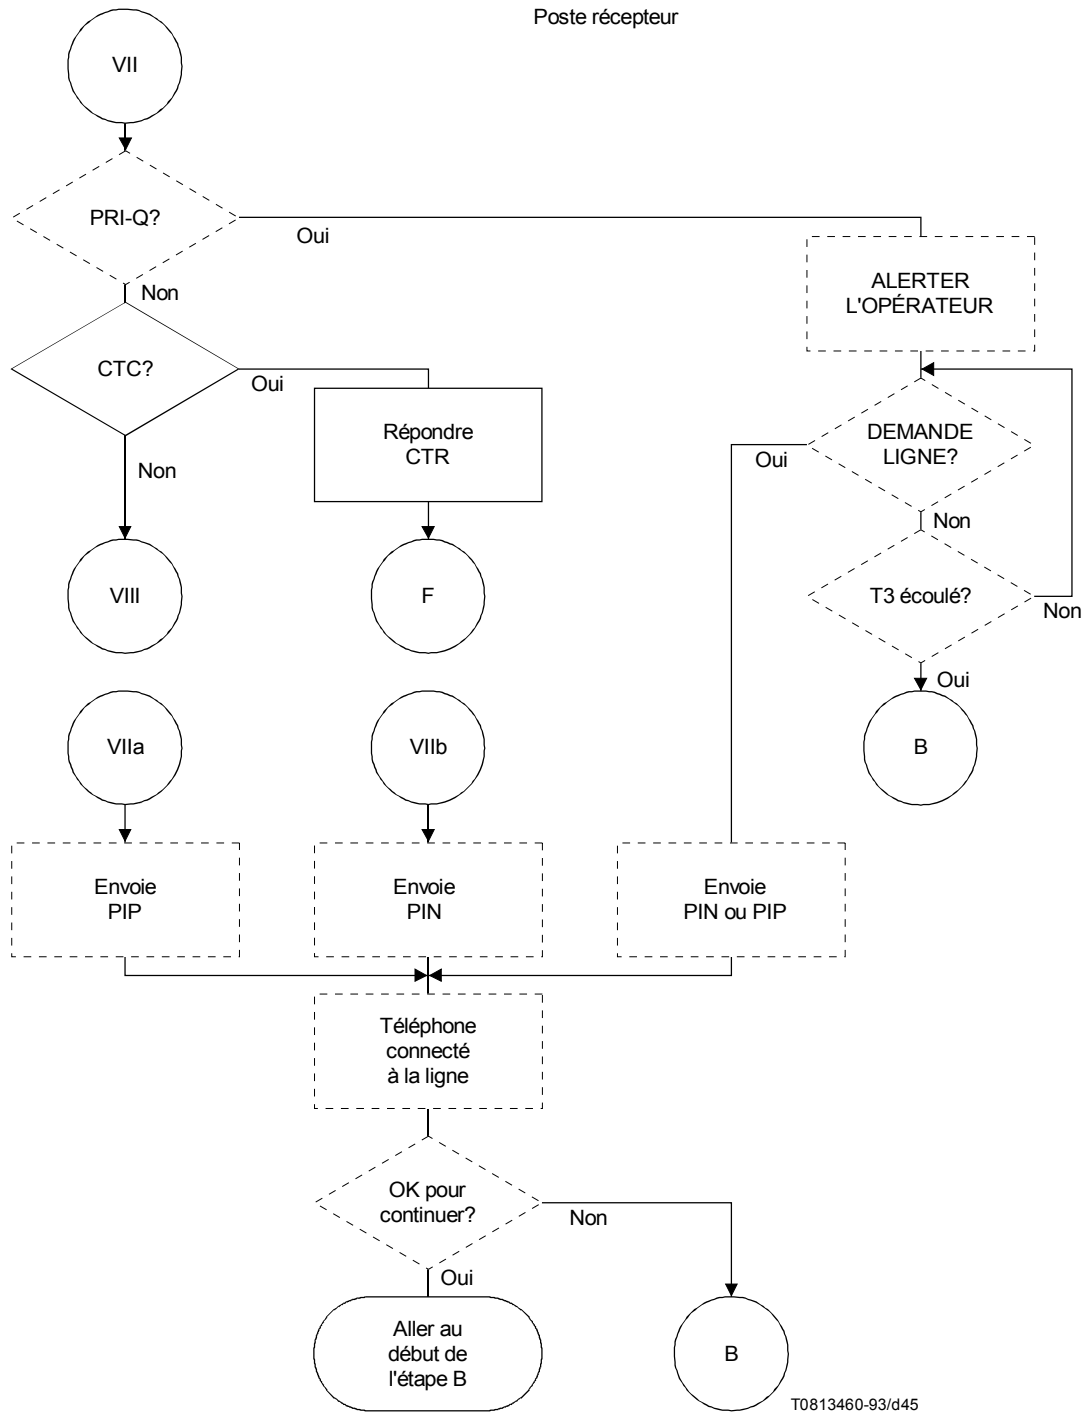 Poste récepteur
VII
PRI-Q?
Oui
Non
ALERTER
L'OPÉRATEUR
CTC?
Oui
Non
Répondre
CTR
DEMANDE
LIGNE?
Oui
Non
VIII
F
T3 écoulé?
Non
Oui
VIIa
VIIb
B
Envoie
PIP
Envoie
PIN
Envoie
PIN ou PIP
Téléphone
connecté
à la ligne
OK pour
continuer?
Non
Oui
Aller au
début de
l'étape B
B
T0813460-93/d45